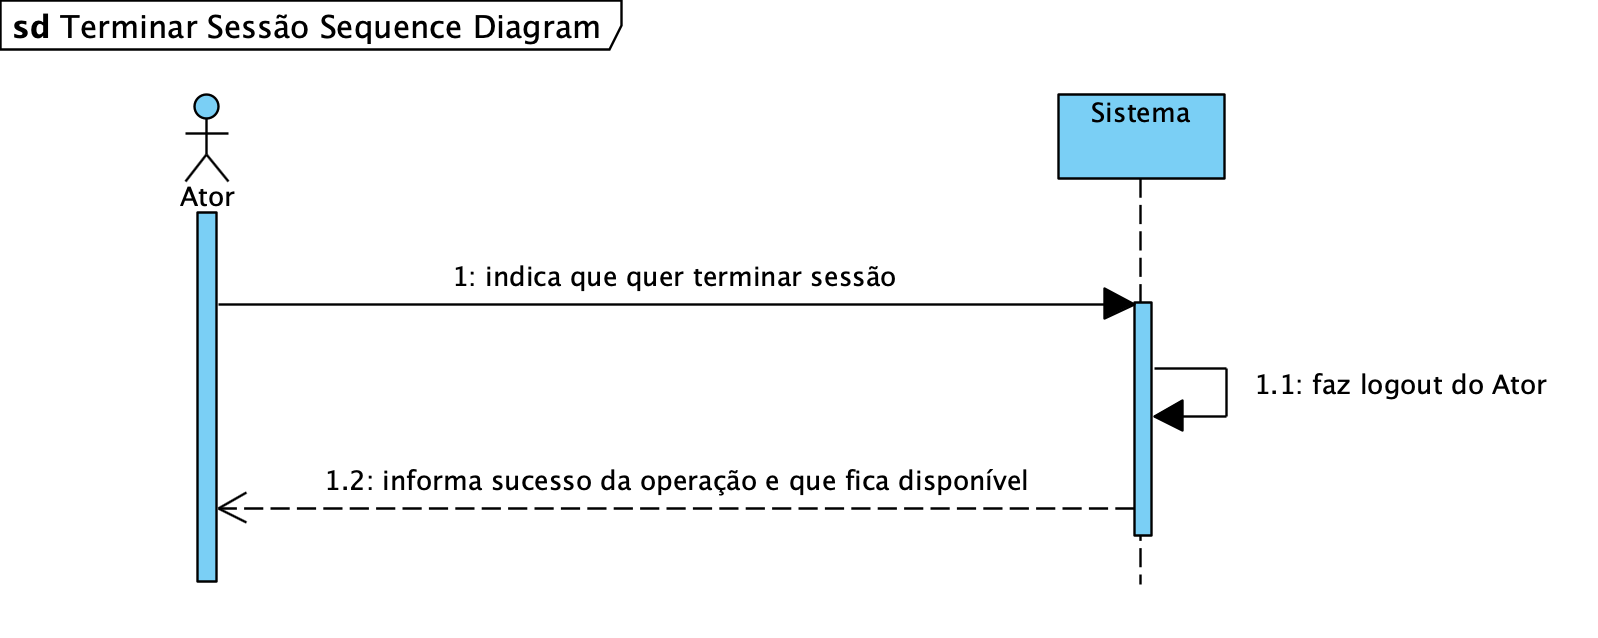 sd Terminar Sessão Sequence Diagram
Sistema
Ator
1: indica que quer terminar sessão
1.1: faz logout do Ator
1.2: informa sucesso da operação e que fica disponível